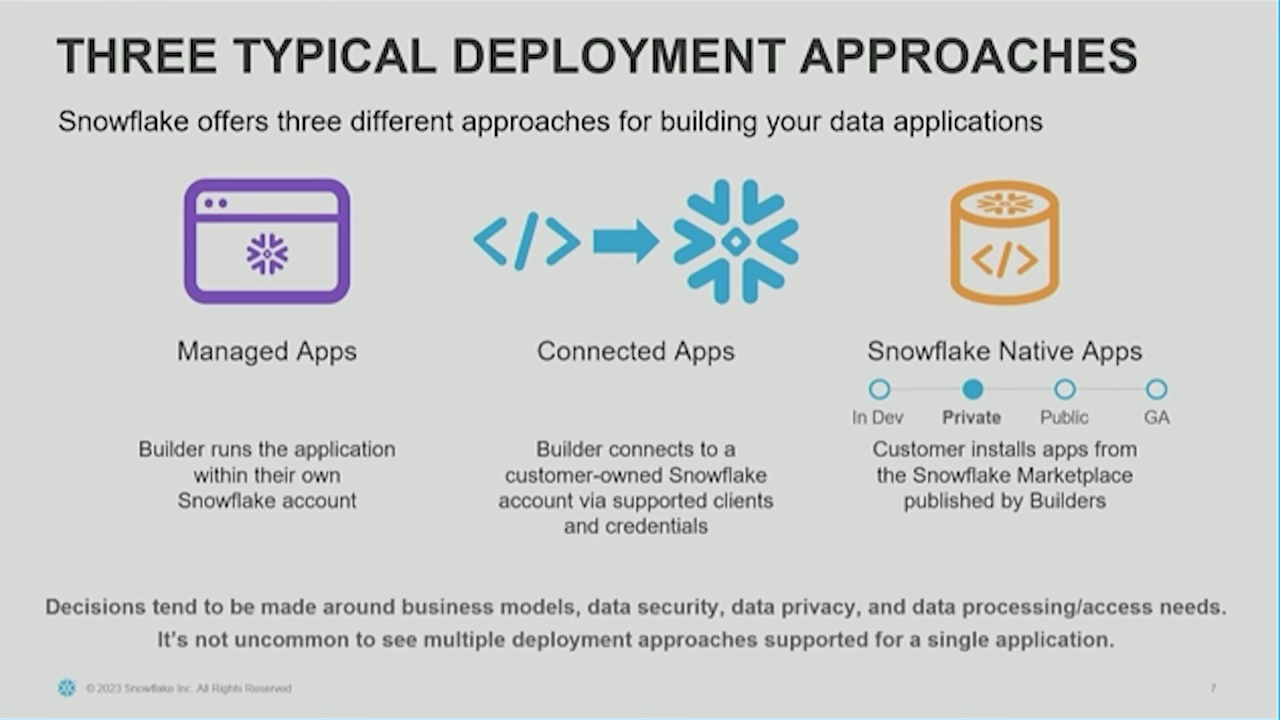 THREE TYPICAL DEPLOYMENT APPROACHES
Snowflake offers three different approaches for building your data applications
</>
</>
Managed Apps
Connected Apps
Snowflake Native Apps
In Dev
Private
Public
GA
Builder runs the application
within their own
Snowflake account
Builder connects to a
customer-owned Snowflake
account via supported clients
and credentials
Customer installs apps from
the Snowflake Marketplace
published by Builders
Decisions tend to be made around business models, data security, data privacy, and data processing/access needs.
It's not uncommon to see multiple deployment approaches supported for a single application.
© 2023 Snowflake Inc. All Rights Reserved
7